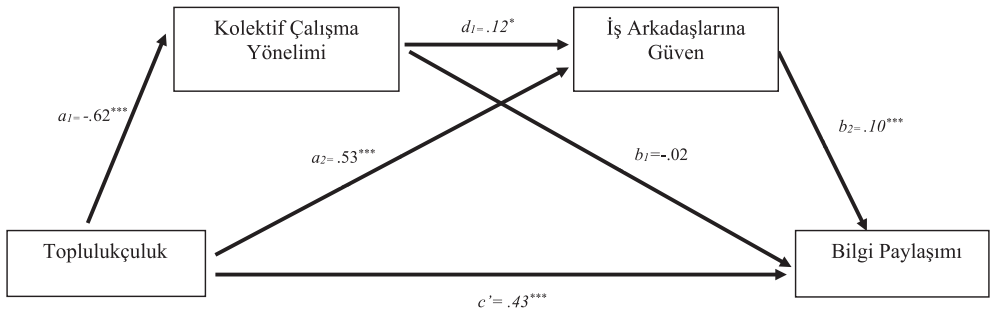 Kolektif Çalışma
Yönelimi
d1=.12*
İş Arkadaşlarına
Güven
a1=-.62***
a2=.53***
b1=-.02
b2=.10***
Toplulukçuluk
Bilgi Paylaşımı
c’= .43***